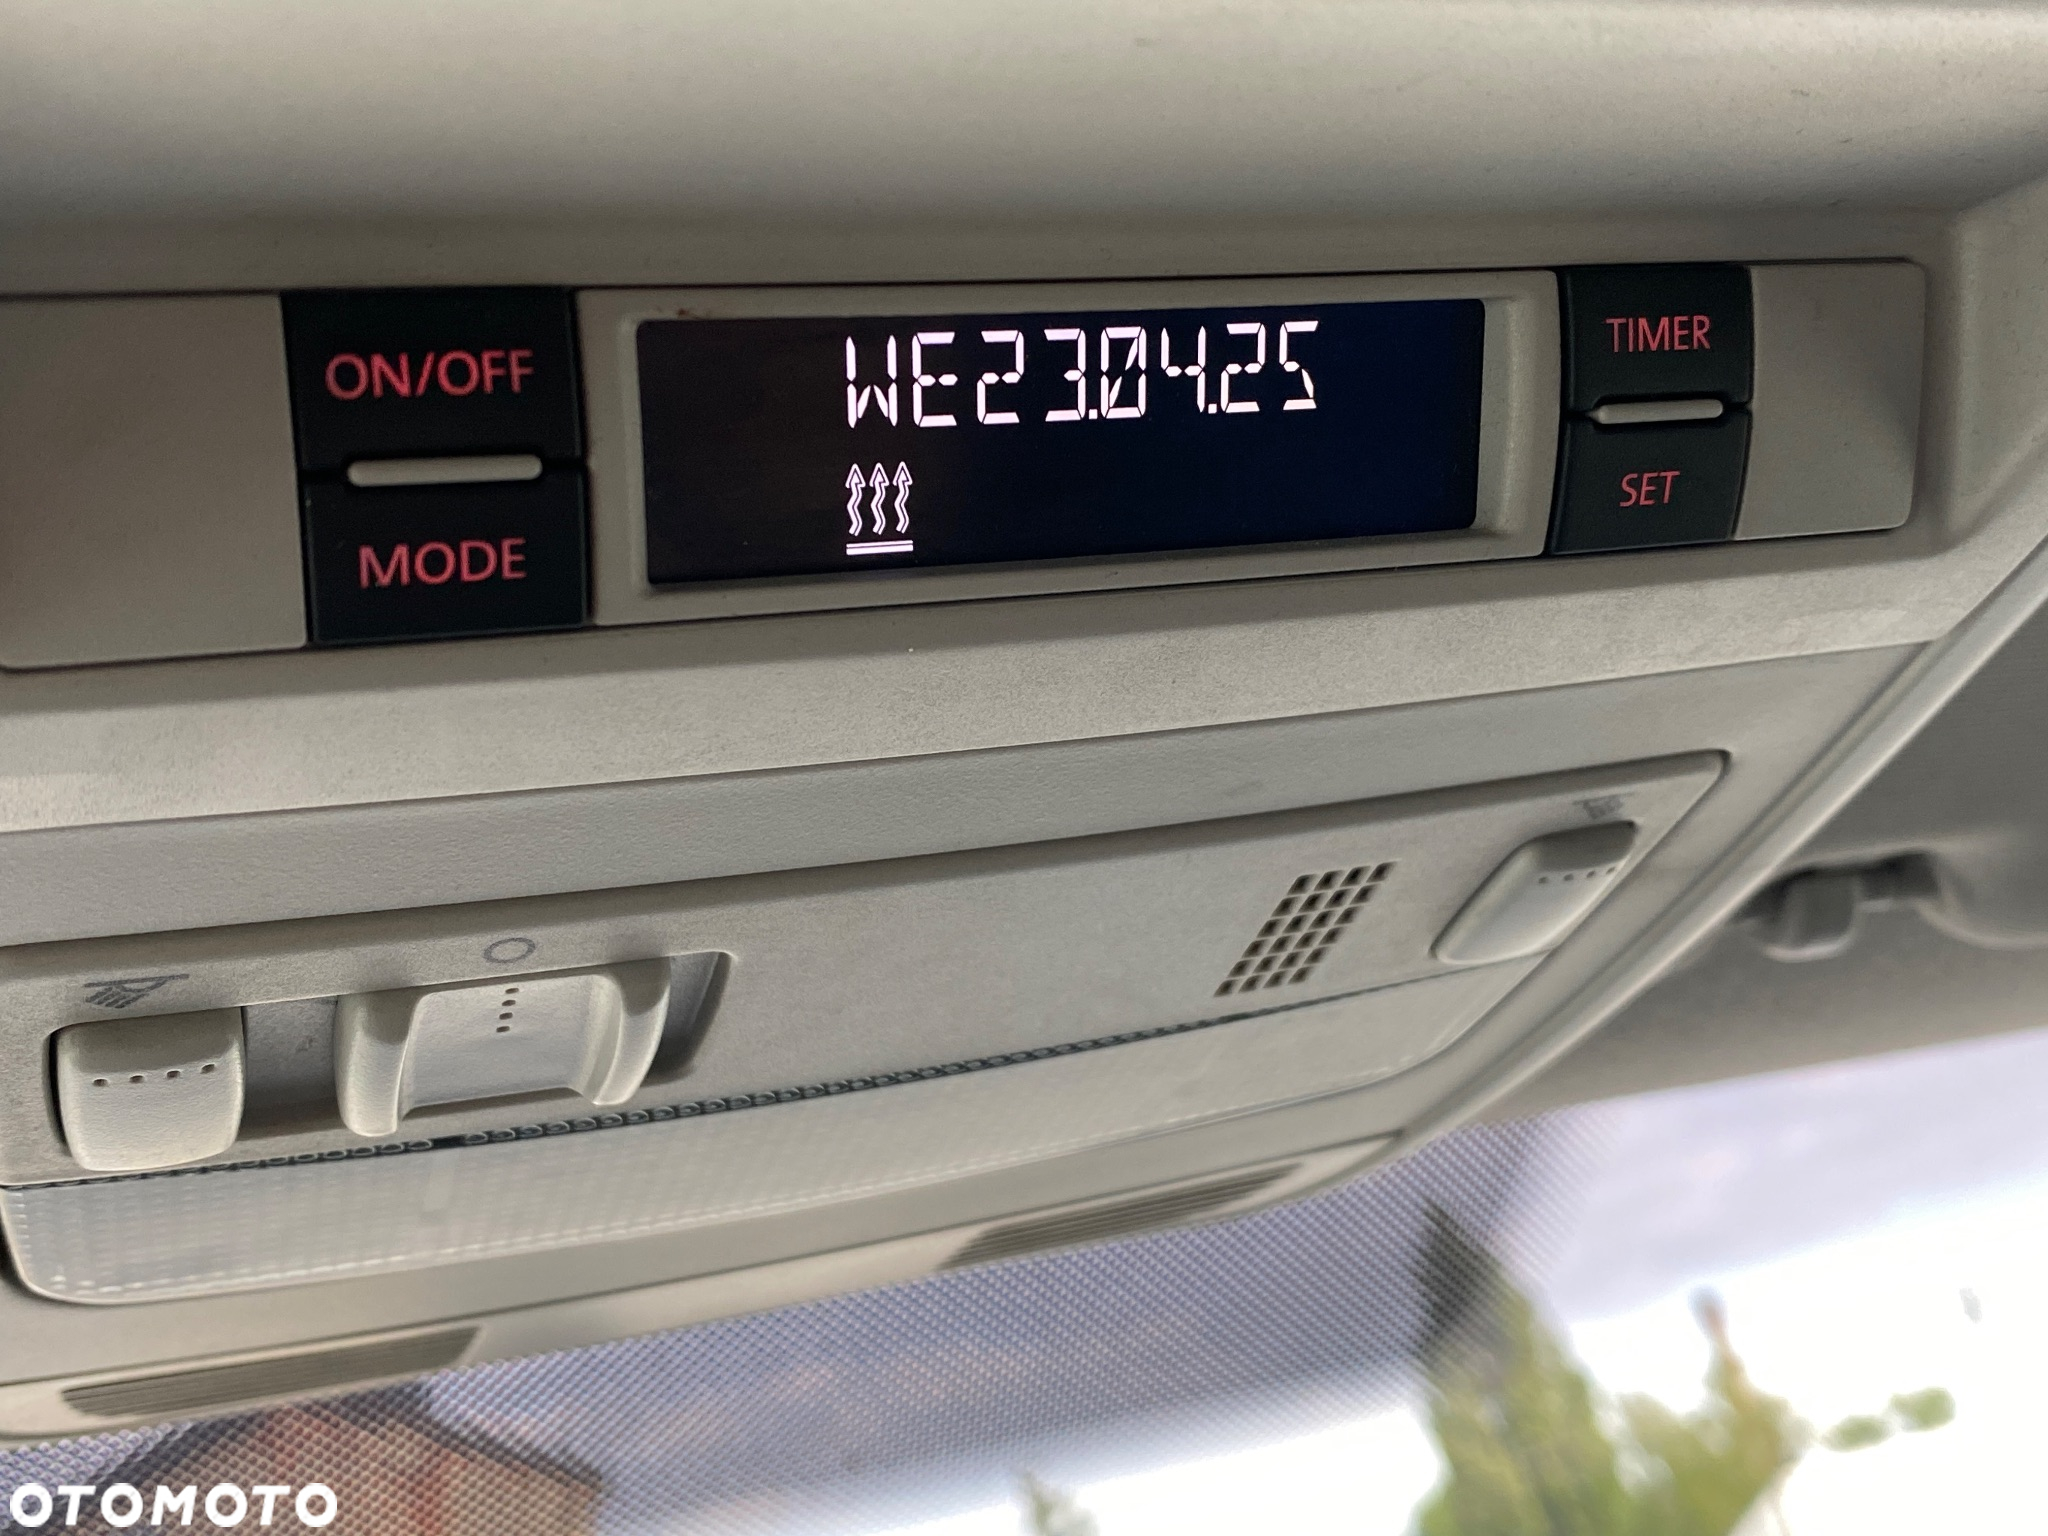 ON/OFF
MODE
WE23.04.25
TIMER
SET
OTOMOTO